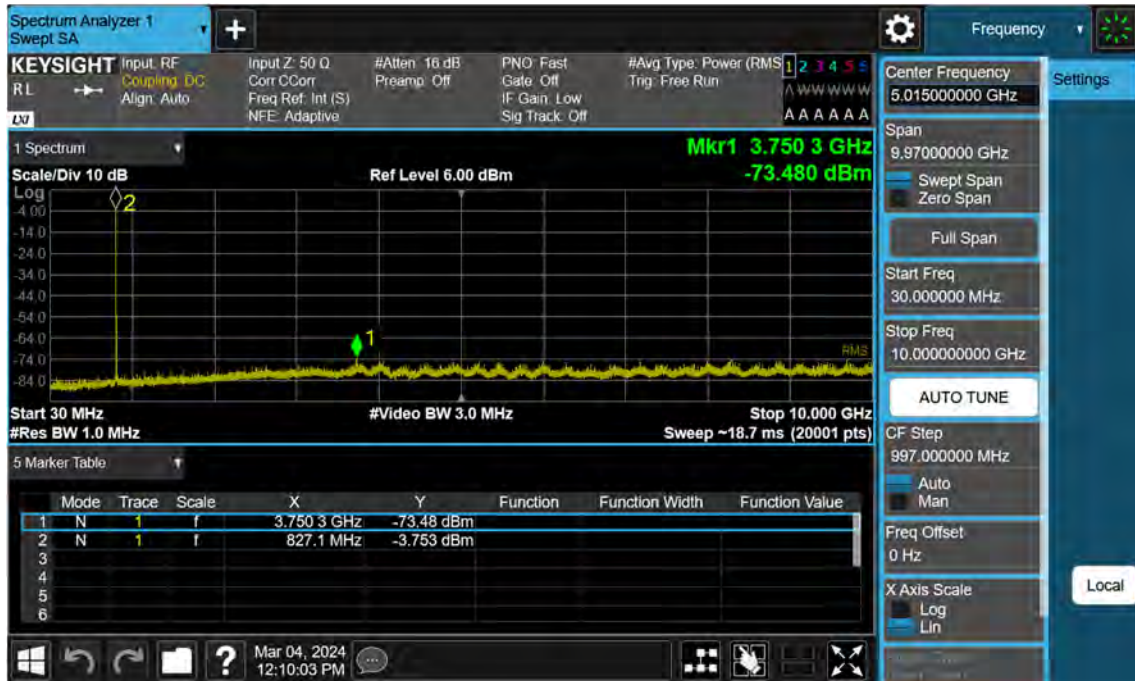 Spectrum Analyzer 1
Swept SA
+
Frequency
KEYSIGHT
RL
LXI
Input: RF
Coupling: DC
Align: Auto
Input Z: 50 Ω
Corr CCorr
Freq Ref: Int (S)
NFE: Adaptive
#Atten: 16 dB
Preamp: Off
PNO: Fast
Gate: Off
IF Gain: Low
Sig Track: Off
#Avg Type: Power (RMS
Trig: Free Run
1 2 3 4 5 6
A W W W W W
A A A A A A
1 Spectrum
Scale/Div 10 dB
Ref Level 6.00 dBm
Mkr1 3.750 3 GHz
-73.480 dBm
Log
-4.00
-14.0
-24.0
-34.0
-44.0
-54.0
-64.0
-74.0
-84.0
2
1
RMS
Start 30 MHz
#Video BW 3.0 MHz
Stop 10.000 GHz
#Res BW 1.0 MHz
Sweep ~18.7 ms (20001 pts)
5 Marker Table
Mode Trace Scale X Y Function Function Width Function Value
1 N 1 f 3.750 3 GHz -73.48 dBm
2 N 1 f 827.1 MHz -3.753 dBm
3
4
5
6
Mar 04, 2024
12:10:03 PM
?
Center Frequency
5.015000000 GHz
Settings
Span
9.97000000 GHz
Swept Span
Zero Span
Full Span
Start Freq
30.000000 MHz
Stop Freq
10.000000000 GHz
AUTO TUNE
CF Step
997.000000 MHz
Auto
Man
Freq Offset
0 Hz
X Axis Scale
Log
Lin
Local